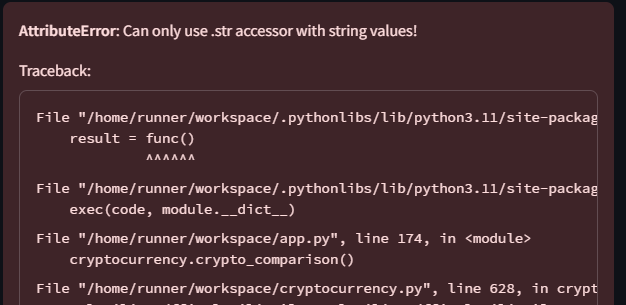 AttributeError: Can only use .str accessor with string values!
Traceback:
File "/home/runner/workspace/.pythonlibs/lib/python3.11/site-packag
result = func()
^^^^^^
File "/home/runner/workspace/.pythonlibs/lib/python3.11/site-packag
exec(code, module.__dict__)
File "/home/runner/workspace/app.py", line 174, in <module>
cryptocurrency.crypto_comparison()
File "/home/runner/workspace/cryptocurrency.py", line 628, in crypt